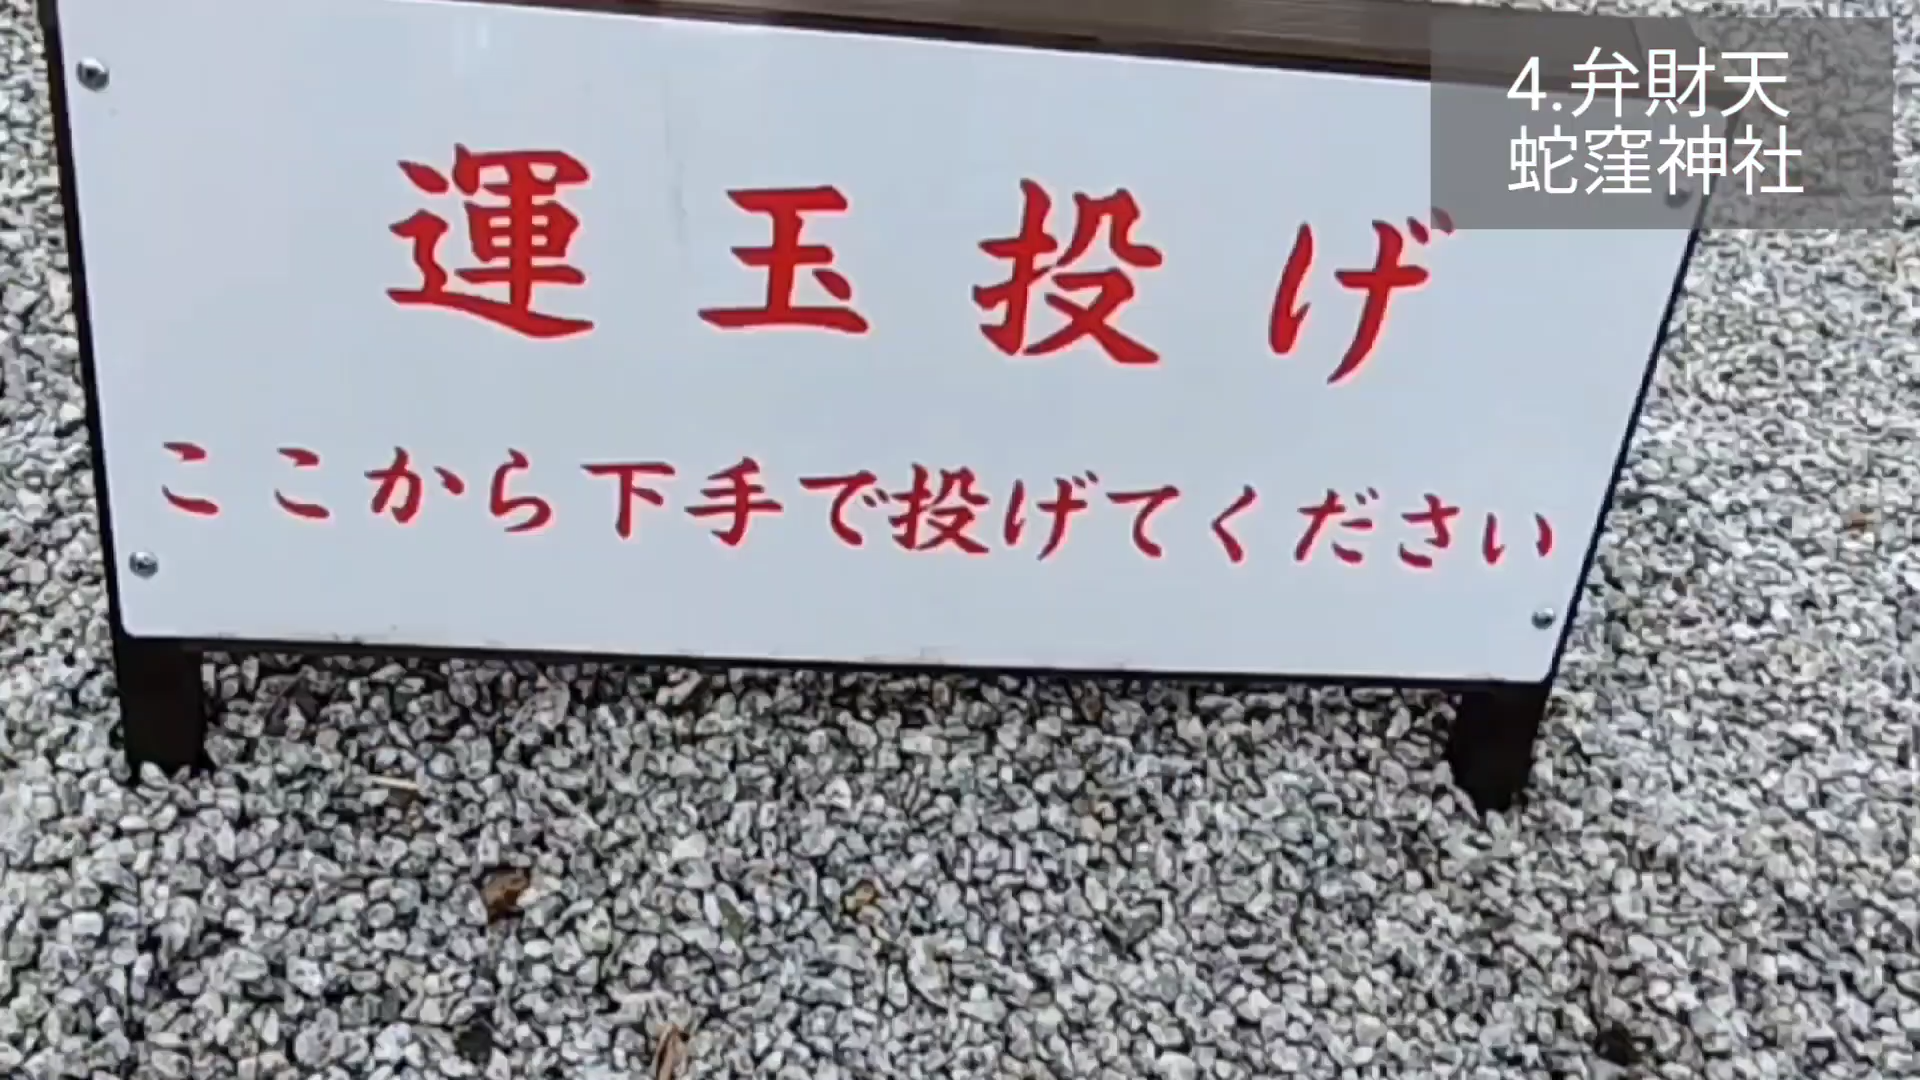 4.弁財天
蛇窪神社
運玉投げ
ここから下手で投げてください